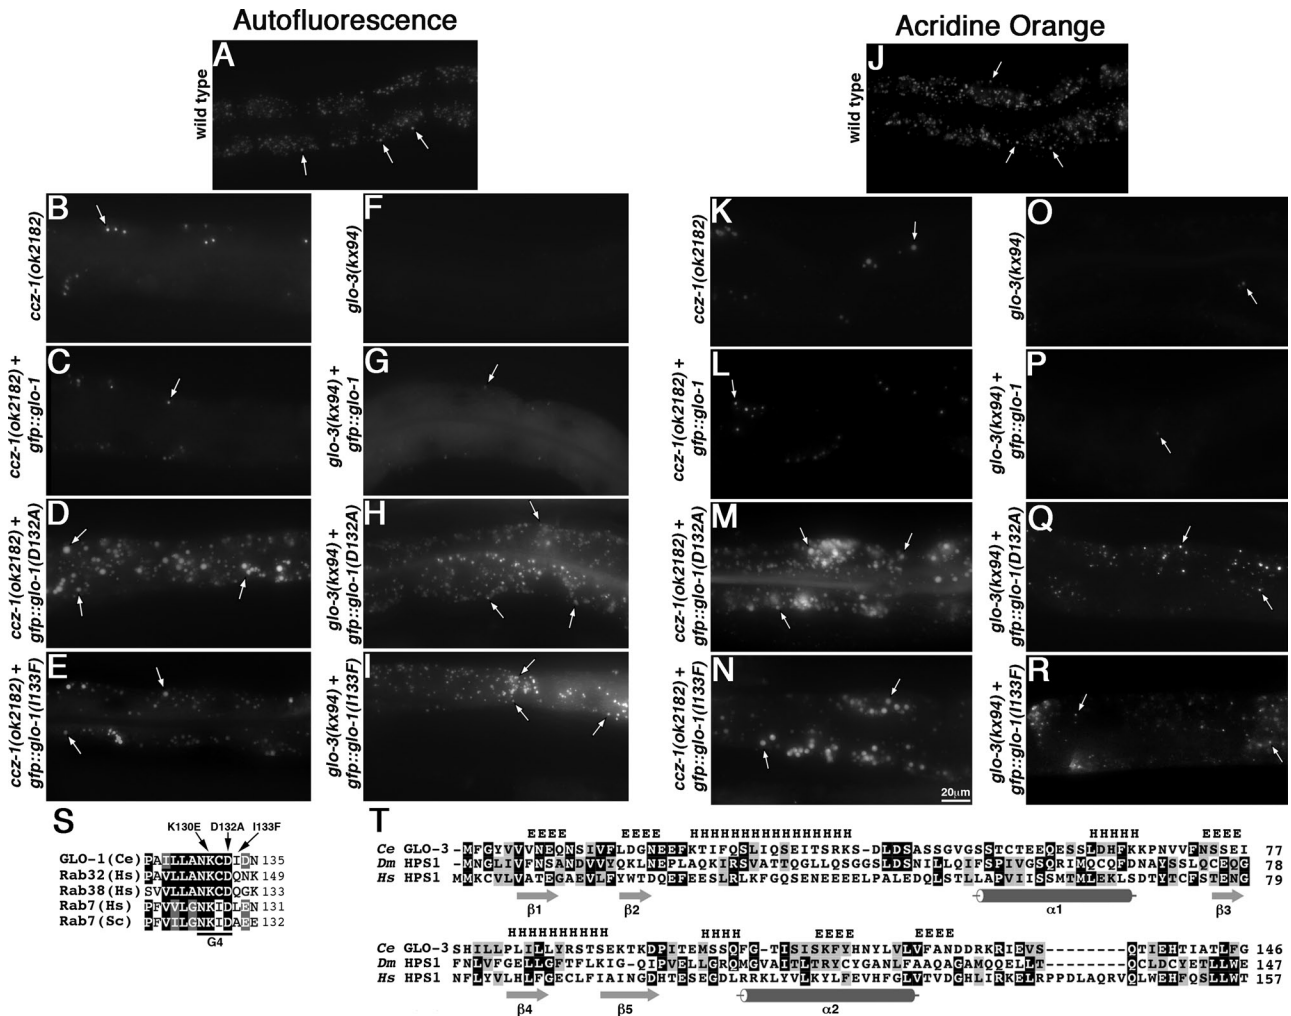 Autofluorescence
Acridine Orange
A
wild type
J
wild type
B
ccz-1(ok2182)
F
glo-3(kx94)
K
ccz-1(ok2182)
O
glo-3(kx94)
C
ccz-1(ok2182) +
gfp::glo-1
G
glo-3(kx94) +
gfp::glo-1
L
ccz-1(ok2182) +
gfp::glo-1
P
glo-3(kx94) +
gfp::glo-1
D
ccz-1(ok2182) +
gfp::glo-1(D132A)
H
glo-3(kx94) +
gfp::glo-1(D132A)
M
ccz-1(ok2182) +
gfp::glo-1(D132A)
Q
glo-3(kx94) +
gfp::glo-1(D132A)
E
ccz-1(ok2182) +
gfp::glo-1(I133F)
I
glo-3(kx94) +
gfp::glo-1(I133F)
N
ccz-1(ok2182) +
gfp::glo-1(I133F)
20µm
R
glo-3(kx94) +
gfp::glo-1(I133F)
S
K130E D132A I133F
GLO-1(Ce) PAILLANKCDIDN 135
Rab32(Hs) PAVLLANKCDQNK 149
Rab38(Hs) SVVLLANKCDQGK 133
Rab7(Hs) PFVVLGNKIDLEN 131
Rab7(Sc) PFVILGNKIDAEE 132
G4
T
EEEE EEEE HHHHHHHHHHHHHHHHH HHHHH EEEE
Ce GLO-3 -MFGYVVVNEQNSIVFYNDNDEEFKTIFQSLIQSEITSRKS-DLDSASSGVGSSTCTEEQESSLDHFKKPNVVFNSSEI 77
Dm HPS1 -MNGLIVFNSANDVVYQKLNEPLAQKIRSVATTQGLLQSGGSLDSNILLQIFSPIVGSQRIMCQFDNAYSSLQCEQG 78
Hs HPS1 MMKCVLVATEGAEVLFYWTDQEFEESLRLKFGQSENEEEELPALEDQLSTLLAPVIISSMTMLEKLSDTYTCFSTENG 79
β1 β2 α1 β3
HHHHHHHHHH HHHH EEEE EEEE
Ce GLO-3 SHILLPLILLYRSTSEKTKDPITEMSSQFG-TISISKFYHNYLVLVFANDDRKRIEVS--------QTIEHTIATLFG 146
Dm HPS1 FNLVFGELLGFTFLKIG-QIPVELLGRQMGVAITLTRYCYGANLFAAQAGAMQQELLT--------QCLDCYETLLWT 147
Hs HPS1 NFLYVLHLFGECLFIAINGDHTESEGDLRRKLYVLKYLFEVHFGLVTVDGHLIRKELRPPDLAQRVQLWEHFQSLLWT 157
β4 β5 α2